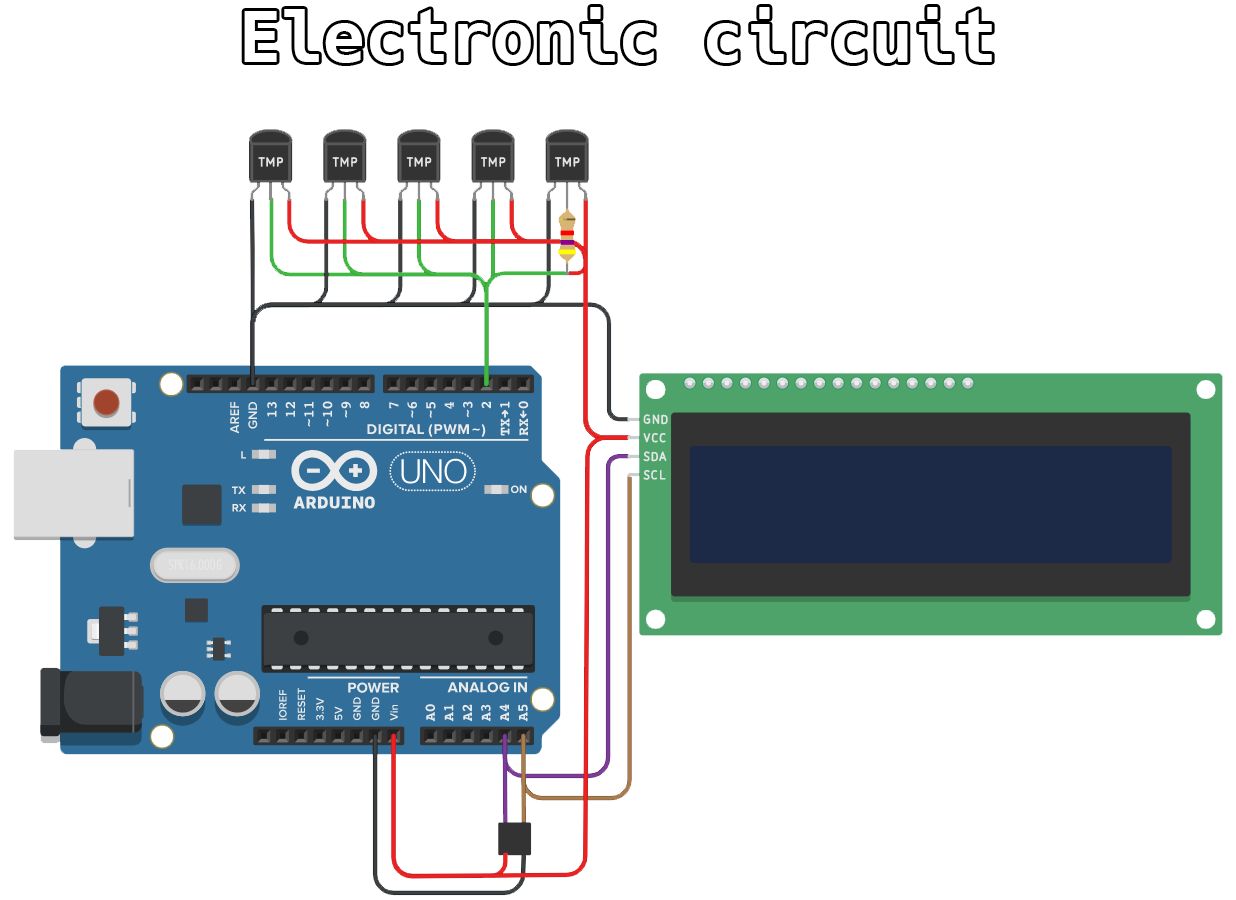 Electronic circuit
TMP TMP TMP TMP TMP
AREF GND 13 12 ~11 ~10 ~9 8 7 ~6 ~5 4 ~3 2 TX→1 RX←0
DIGITAL (PWM~)
GND
VCC
SDA
SCL
L
TX
RX
ARDUINO
UNO
ON
SPK16.000G
POWER
ANALOG IN
IOREF RESET 3.3V 5V GND GND Vin A0 A1 A2 A3 A4 A5